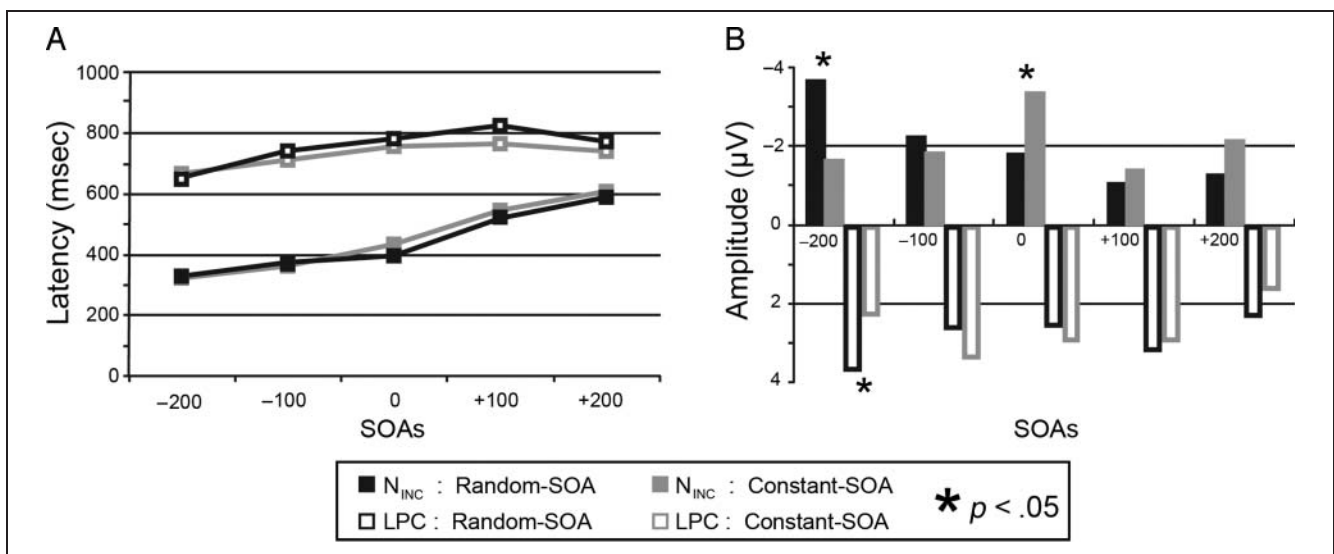 A
Latency (msec)
1000
800
600
400
200
0
−200 −100 0 +100 +200
SOAs
B
Amplitude (µV)
−4
−2
0
2
4
* *
−200 −100 0 +100 +200
*
SOAs
N_INC : Random-SOA N_INC : Constant-SOA
LPC : Random-SOA LPC : Constant-SOA
* p < .05